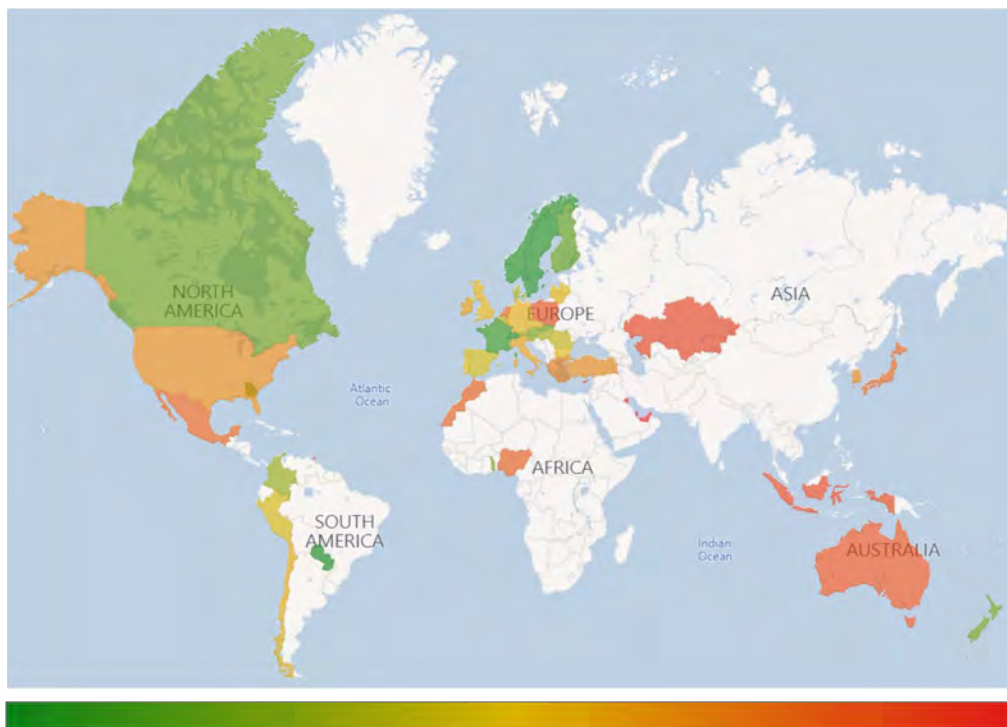 NORTH
AMERICA
EUROPE
ASIA
Atlantic
Ocean
AFRICA
SOUTH
AMERICA
Indian
Ocean
AUSTRALIA